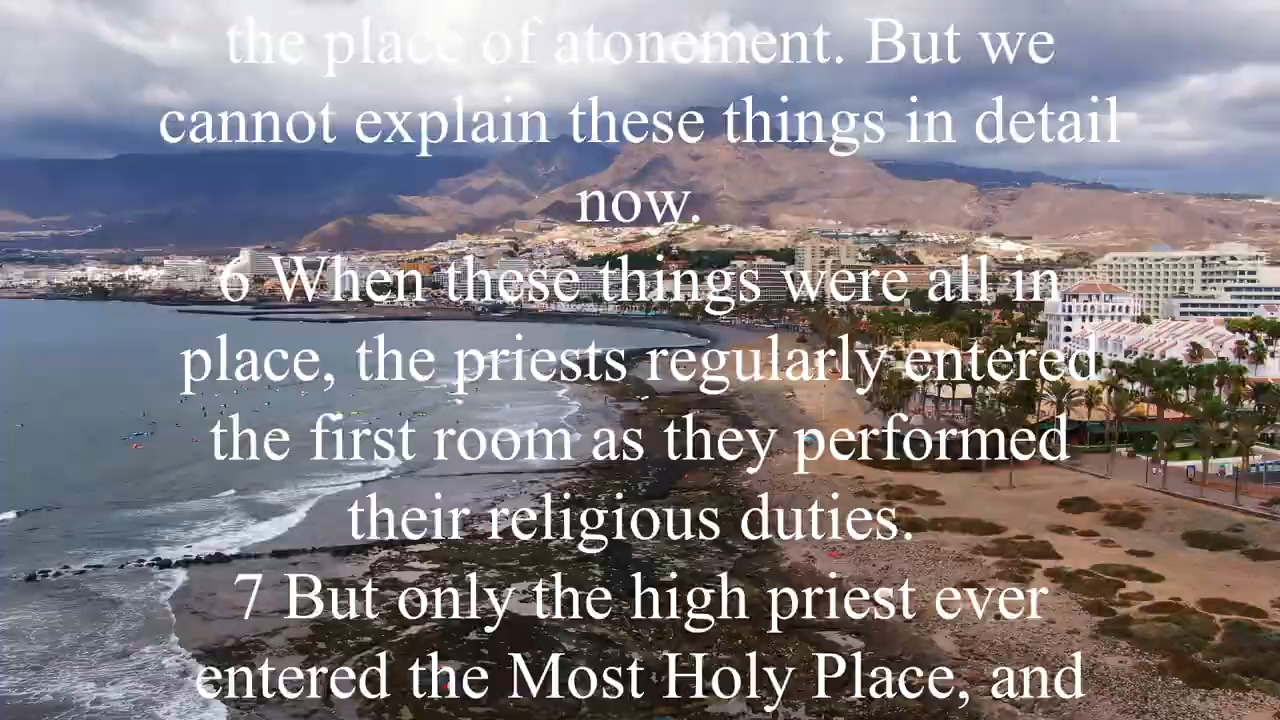 the place of atonement. But we
cannot explain these things in detail
now.
6 When these things were all in
place, the priests regularly entered
the first room as they performed
their religious duties.
7 But only the high priest ever
entered the Most Holy Place, and